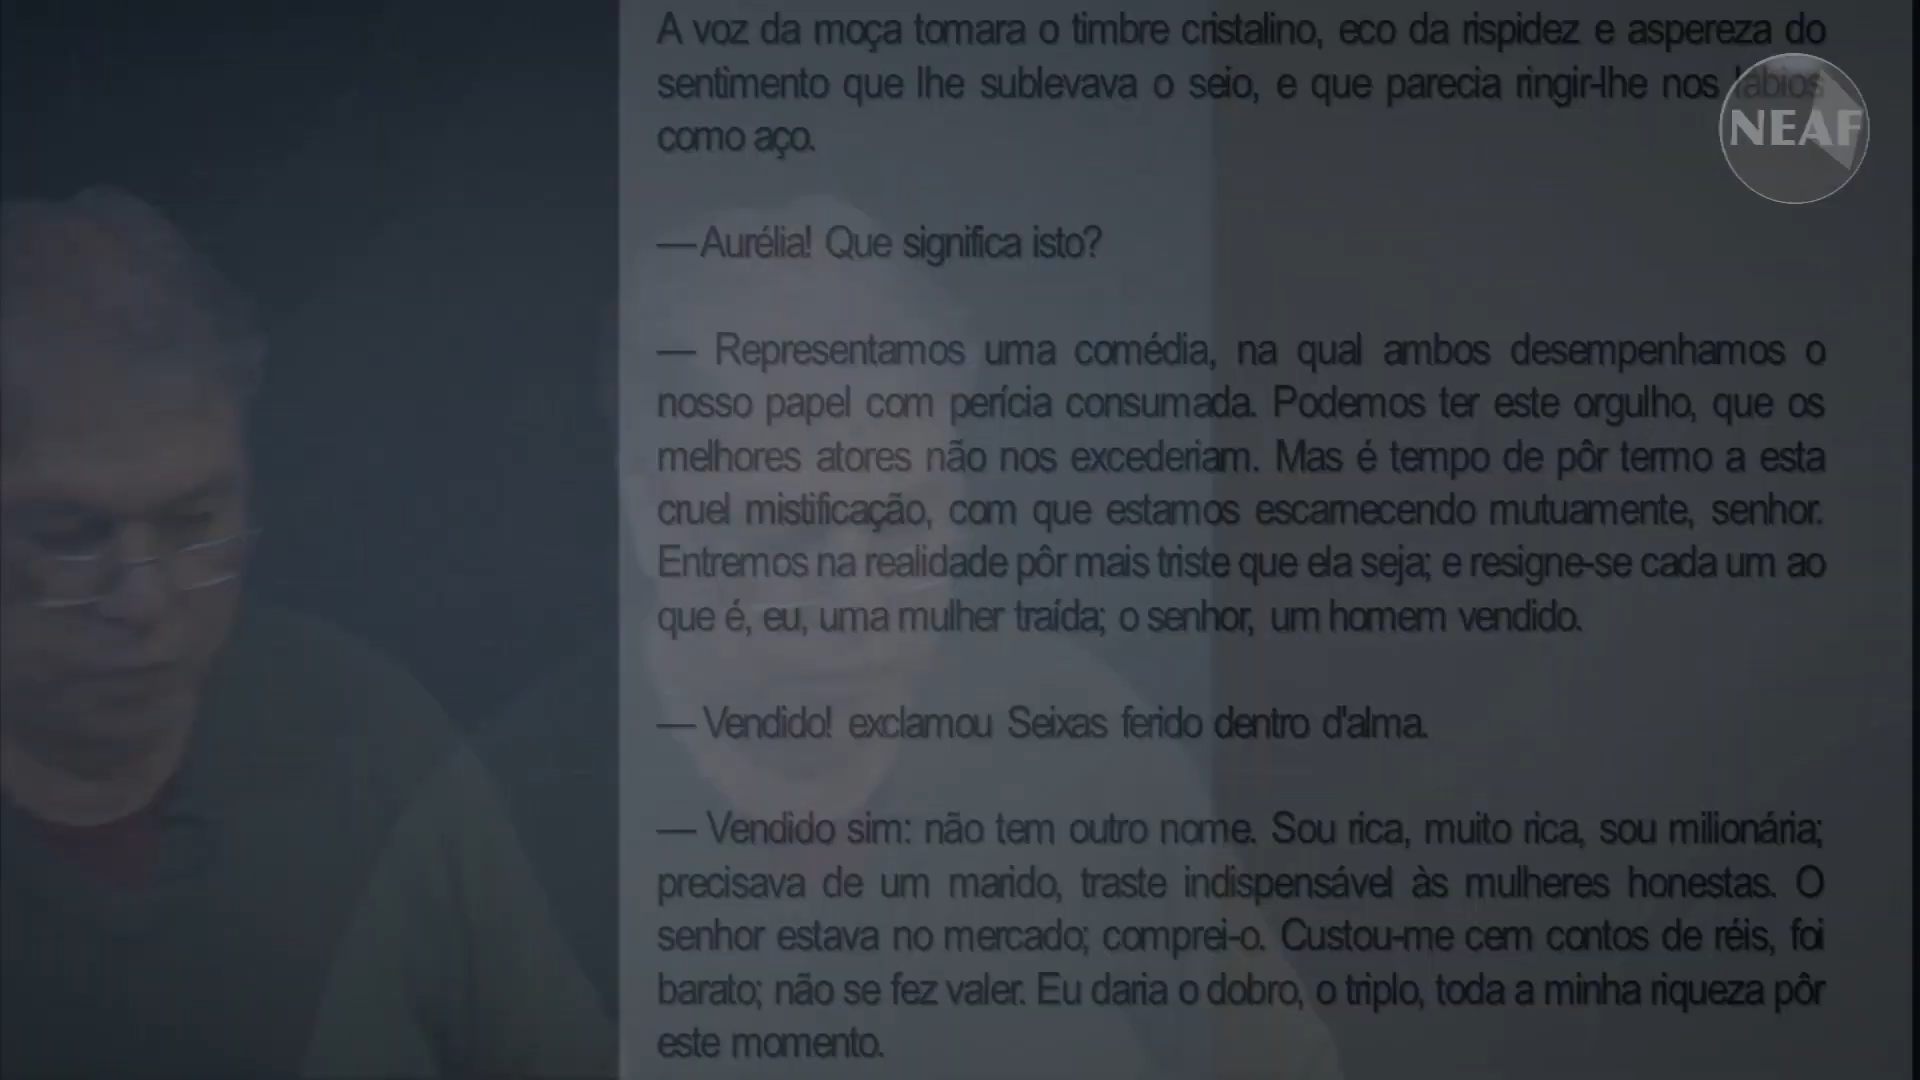 A voz da moça tomara o timbre cristalino, eco da rispidez e aspereza do
sentimento que lhe sublevava o seio, e que parecia ringir-lhe nos lábios
como aço.
NEAF
— Aurélia! Que significa isto?
— Representamos uma comédia, na qual ambos desempenhamos o
nosso papel com perícia consumada. Podemos ter este orgulho, que os
melhores atores não nos excederiam. Mas é tempo de pôr termo a esta
cruel mistificação, com que estamos escarnecendo mutuamente, senhor.
Entremos na realidade pôr mais triste que ela seja; e resigne-se cada um ao
que é, eu, uma mulher traída; o senhor, um homem vendido.
— Vendido! exclamou Seixas ferido dentro d'alma.
— Vendido sim: não tem outro nome. Sou rica, muito rica, sou milionária;
precisava de um marido, traste indispensável às mulheres honestas. O
senhor estava no mercado; comprei-o. Custou-me cem contos de réis, foi
barato; não se fez valer. Eu daria o dobro, o triplo, toda a minha riqueza pôr
este momento.